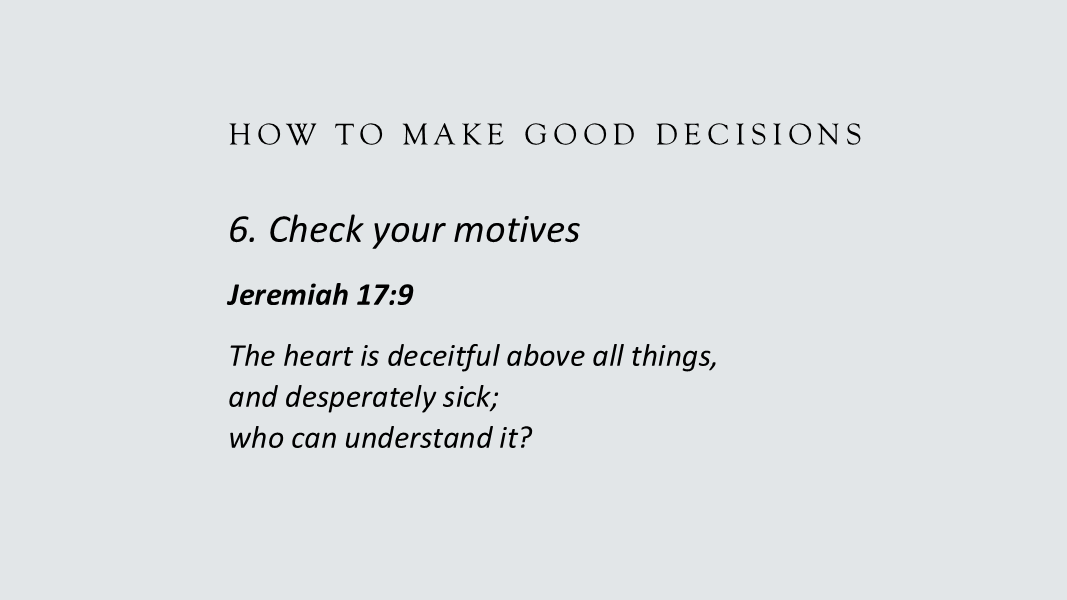 HOW TO MAKE GOOD DECISIONS
6. Check your motives
Jeremiah 17:9
The heart is deceitful above all things,
and desperately sick;
who can understand it?